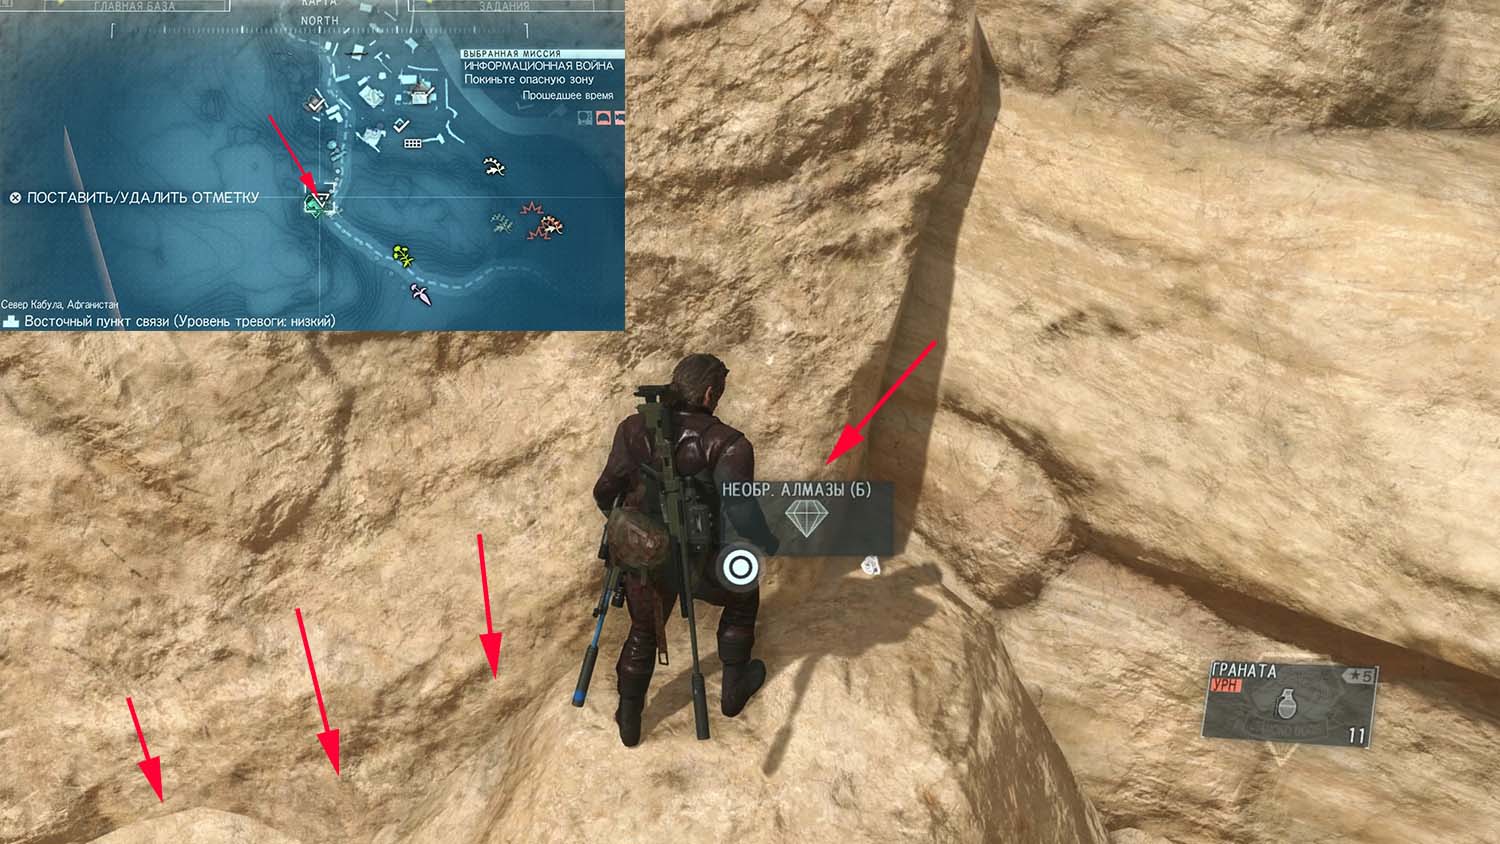 ГЛАВНАЯ БАЗА
КАРТА
ЗАДАНИЯ
NORTH
ВЫБРАННАЯ МИССИЯ
ИНФОРМАЦИОННАЯ ВОЙНА
Покиньте опасную зону
Прошедшее время
ПОСТАВИТЬ/УДАЛИТЬ ОТМЕТКУ
Север Кабула, Афганистан
Восточный пункт связи (Уровень тревоги: низкий)
НЕОБР. АЛМАЗЫ (Б)
ГРАНАТА
★5
УРН
11